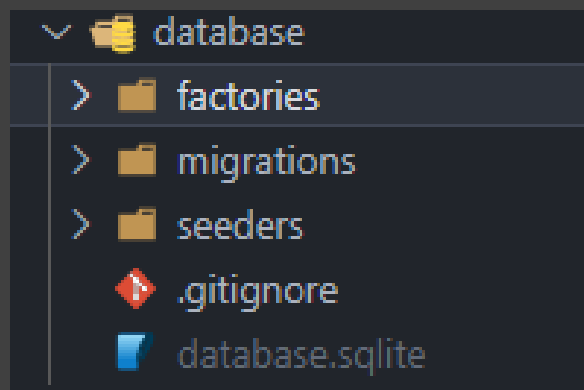 database
factories
migrations
seeders
.gitignore
database.sqlite